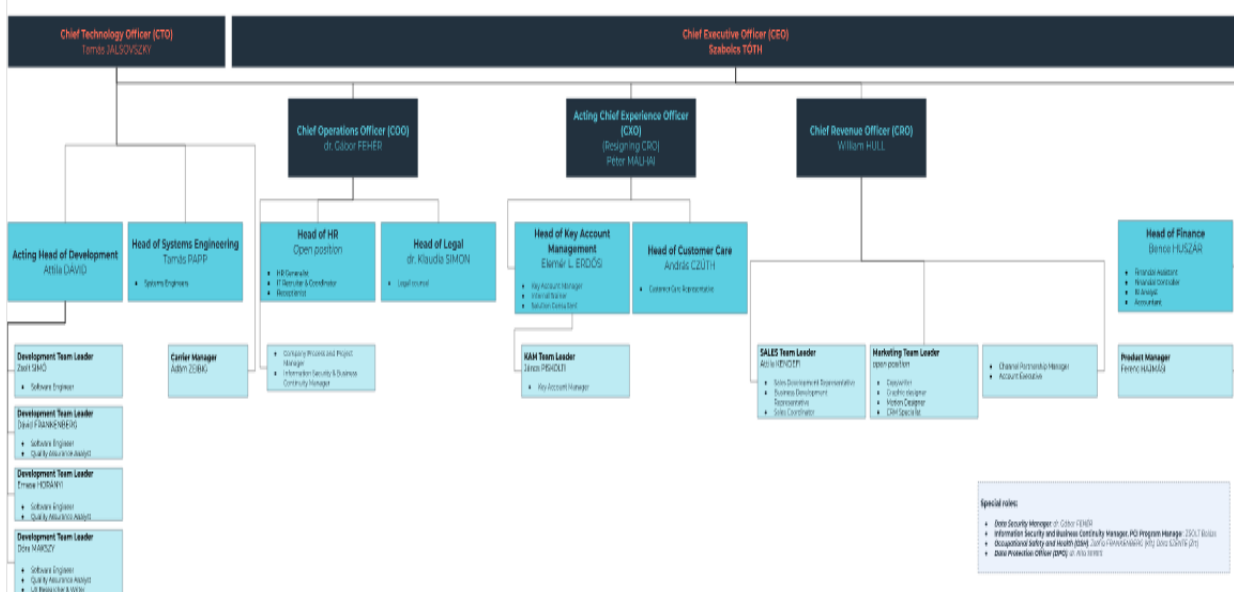 Chief Technology Officer (CTO)
Tamás JALSOVSZKY
Chief Executive Officer (CEO)
Szabolcs TÓTH
Chief Operations Officer (COO)
dr. Gábor FEHÉR
Acting Chief Experience Officer
(CXO)
(Resigning CRO)
Péter MÁLHAI
Chief Revenue Officer (CRO)
William HULL
Acting Head of Development
Attila DÁVID
Head of Systems Engineering
Tamás PAPP
Systems Engineers
Head of HR
Open position
HR Generalist
IT Recruiter & Coordinator
Receptionist
Head of Legal
dr. Klaudia SIMON
Legal counsel
Head of Key Account
Management
Elemér L. ERDŐSI
Key Account Manager
Solution Consultant
Head of Customer Care
András CZÚTH
Customer Care Representative
Head of Finance
Bence HUSZÁR
Financial Assistant
Financial Controller
BI Analyst
Accountant
Development Team Leader
Zsolt SIMÓ
Software Engineer
Carrier Manager
Ádám ZEIBIG
Company Process and Project
Manager
Information Security & Business
Continuity Manager
KAM Team Leader
János PISKOLTI
Key Account Manager
SALES Team Leader
Attila
Sales Development Representative
Business Development
Representative
Sales Coordinator
Marketing Team Leader
open position
Copywriter
Graphic designer
Motion Designer
CRM Specialist
Channel Partnership Manager
Account Executive
Product Manager
Ferenc HAJMÁSI
Development Team Leader
Dávid FRANKENBERG
Software Engineer
Quality Assurance Analyst
Development Team Leader
Emese HORÁNYI
Software Engineer
Quality Assurance Analyst
Development Team Leader
Dóra
Software Engineer
Quality Assurance Analyst
UX Researcher & Writer
Special roles:
Data Security Manager: dr. Gábor FEHÉR
Information Security and Business Continuity Manager, PCI Program Manager: ZSOLT Balázs
Occupational Safety and Health (OSH): FRANKENBERG
Data Protection Officer (DPO): dr.